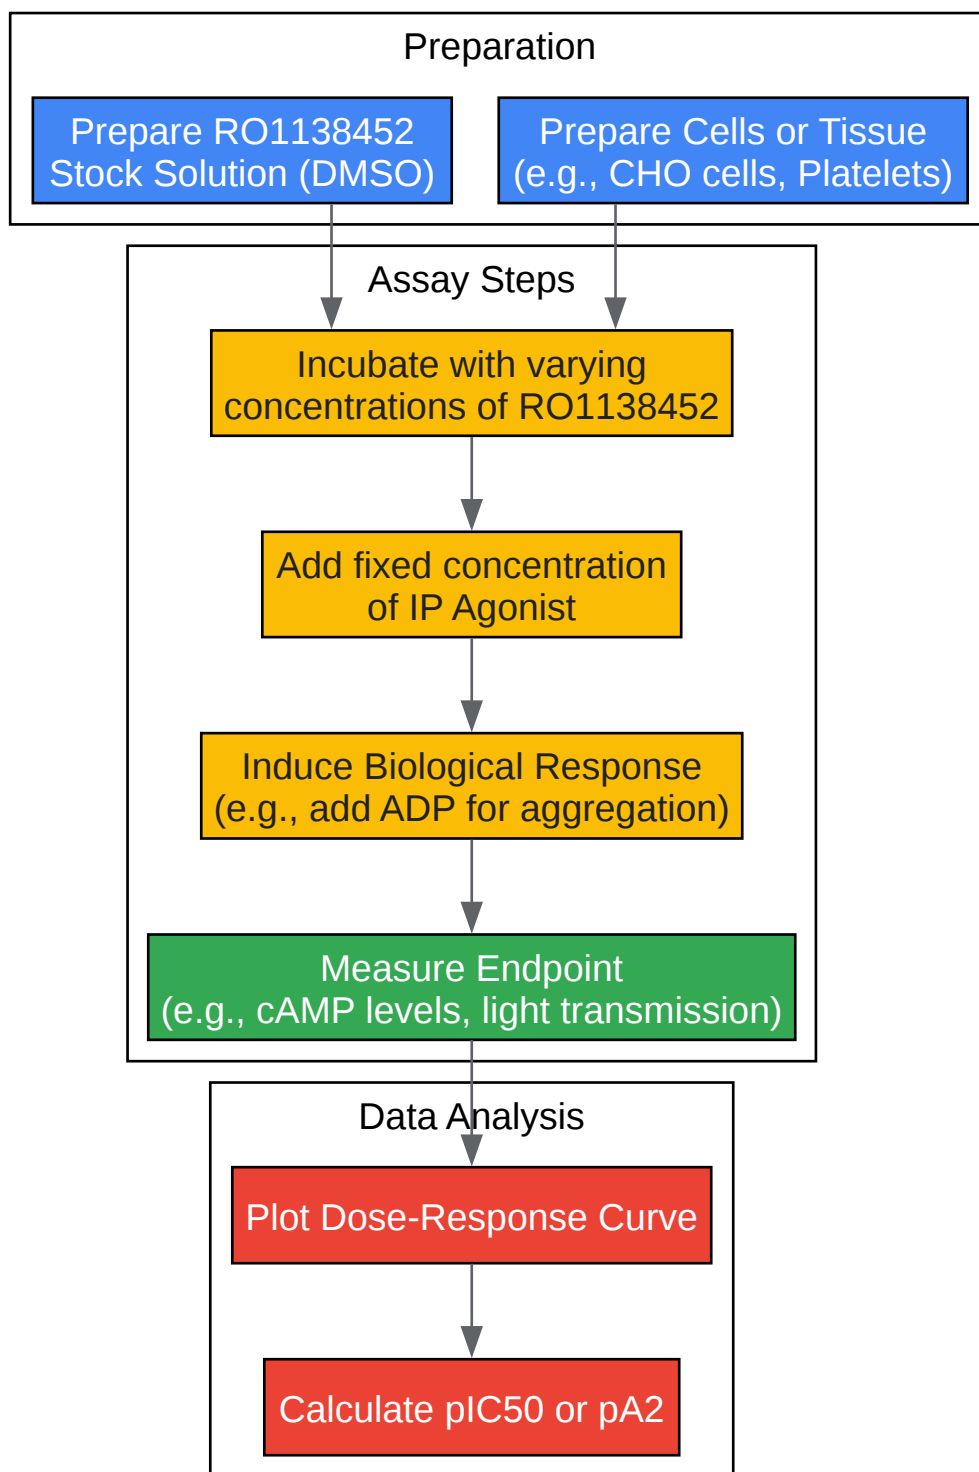 Preparation
Prepare RO1138452
Stock Solution (DMSO)
Prepare Cells or Tissue
(e.g., CHO cells, Platelets)
Assay Steps
Incubate with varying
concentrations of RO1138452
Add fixed concentration
of IP Agonist
Induce Biological Response
(e.g., add ADP for aggregation)
Measure Endpoint
(e.g., cAMP levels, light transmission)
Data Analysis
Plot Dose-Response Curve
Calculate pIC50 or pA2